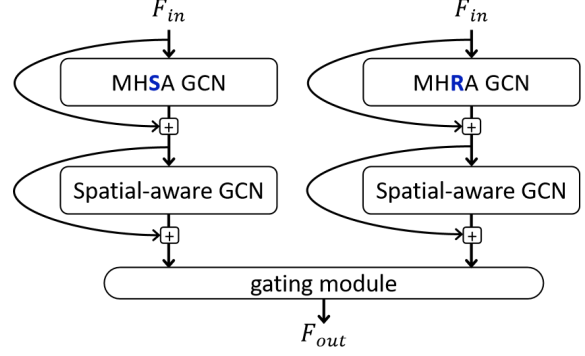 F_in F_in
MHSA GCN MHRA GCN
+ +
Spatial-aware GCN Spatial-aware GCN
+ +
gating module
F_out